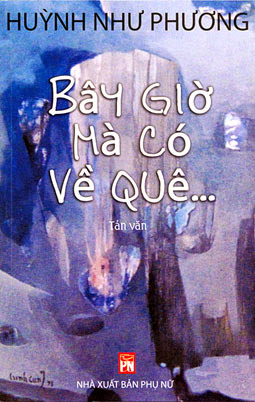 HUỲNH NHƯ PHƯƠNG
Bây Giờ
Mà Có
Về Quê...
Tản văn
PN
NHÀ XUẤT BẢN PHỤ NỮ